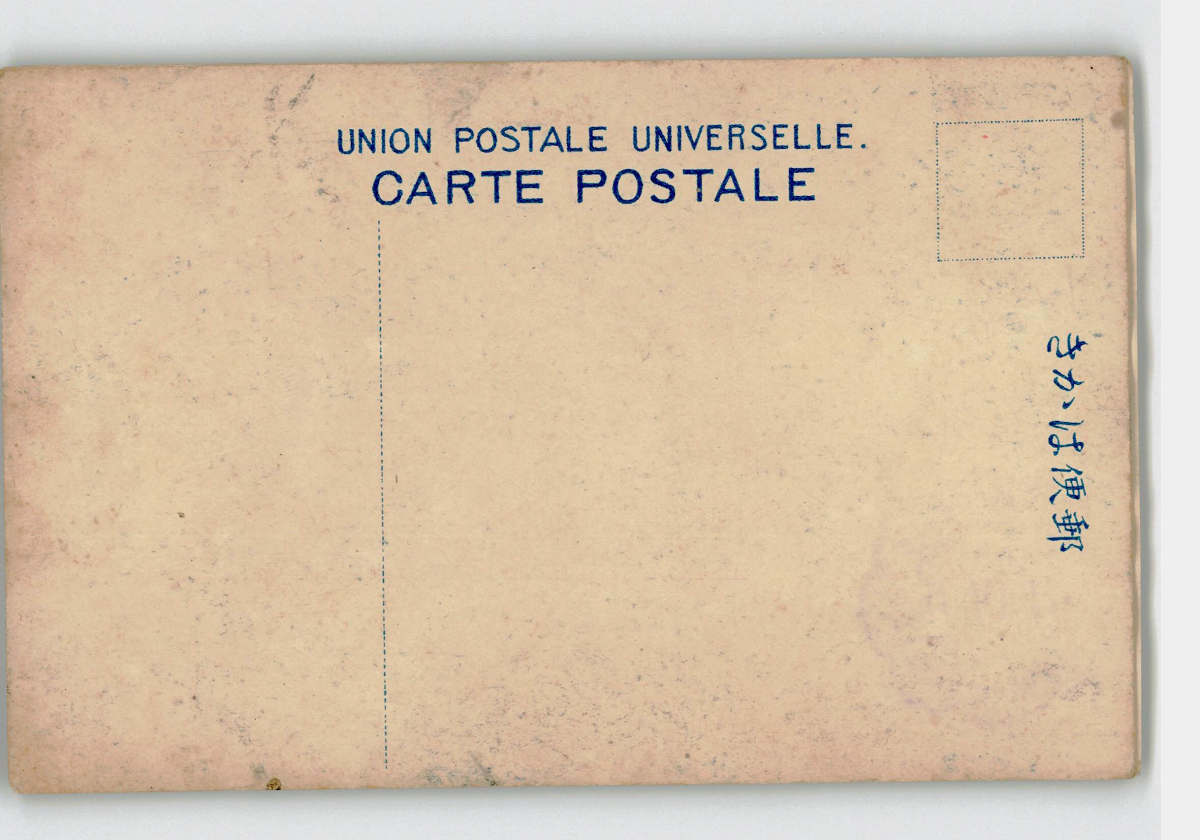 UNION POSTALE UNIVERSELLE.
CARTE POSTALE
郵便はかき